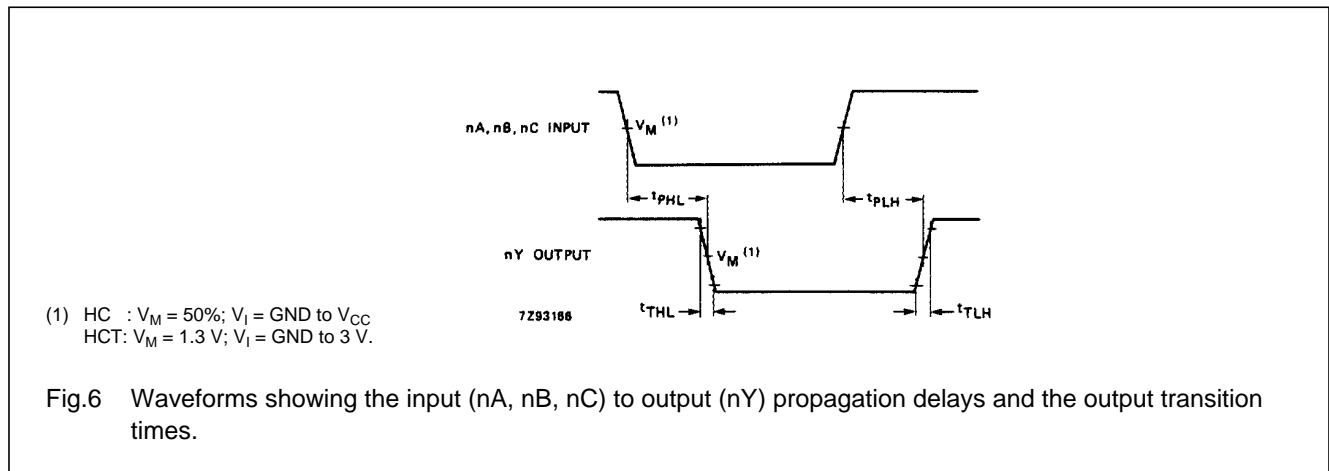 nA, nB, nC INPUT
VM (1)
tPHL
tPLH
nY OUTPUT
VM (1)
tTHL
tTLH
7Z93166
(1) HC : VM = 50%; VI = GND to VCC
HCT: VM = 1.3 V; VI = GND to 3 V.
Fig.6 Waveforms showing the input (nA, nB, nC) to output (nY) propagation delays and the output transition
times.